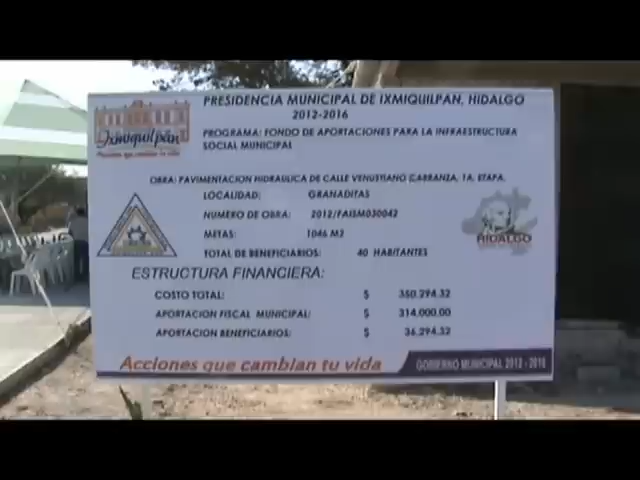 PRESIDENCIA MUNICIPAL DE IXMIQUILPAN, HIDALGO
2012-2016
Ixmiquilpan
PROGRAMA: FONDO DE APORTACIONES PARA LA INFRAESTRUCTURA
SOCIAL MUNICIPAL
OBRA: PAVIMENTACION HIDRAULICA DE CALLE VENUSTIANO CARRANZA, 1A. ETAPA.
LOCALIDAD: GRANADITAS
NUMERO DE OBRA: 2012/FAISM030042
METAS: 1046 M2
HIDALGO
TOTAL DE BENEFICIARIOS: 40 HABITANTES
ESTRUCTURA FINANCIERA:
COSTO TOTAL: $ 350,294.32
APORTACION FISCAL MUNICIPAL: $ 314,000.00
APORTACION BENEFICIARIOS: $ 36,294.32
Acciones que cambian tu vida
GOBIERNO MUNICIPAL 2012 - 2016